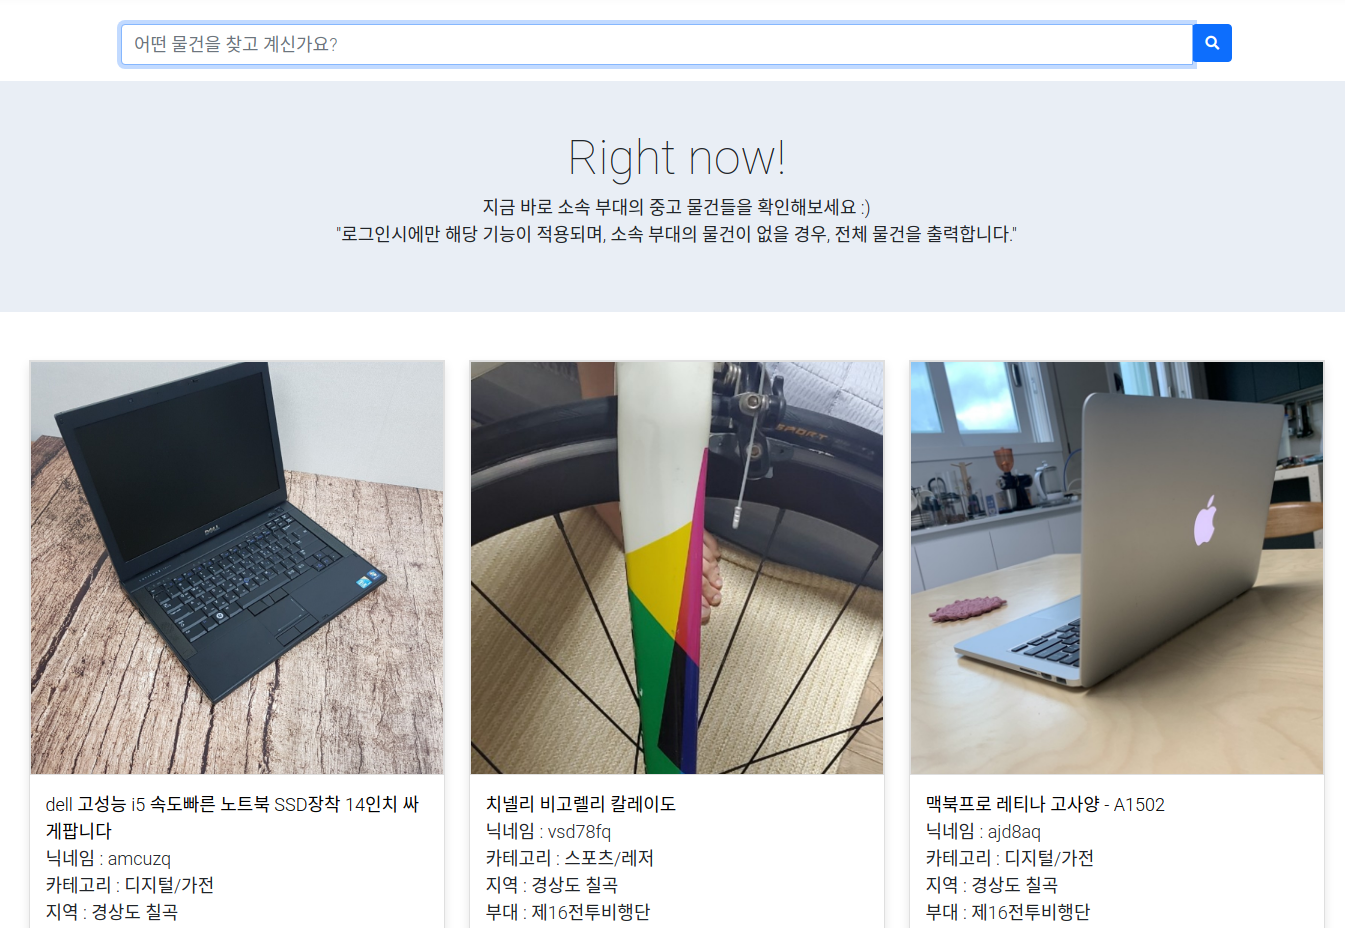 어떤 물건을 찾고 계신가요?
Right now!
지금 바로 소속 부대의 중고 물건들을 확인해보세요 :)
"로그인시에만 해당 기능이 적용되며, 소속 부대의 물건이 없을 경우, 전체 물건을 출력합니다."
DELL
SPORT
dell 고성능 i5 속도빠른 노트북 SSD장착 14인치 싸
게팝니다
닉네임 : amcuzq
카테고리 : 디지털/가전
지역 : 경상도 칠곡
치넬리 비고렐리 칼레이도
닉네임 : vsd78fq
카테고리 : 스포츠/레저
지역 : 경상도 칠곡
부대 : 제16전투비행단
맥북프로 레티나 고사양 - A1502
닉네임 : ajd8aq
카테고리 : 디지털/가전
지역 : 경상도 칠곡
부대 : 제16전투비행단